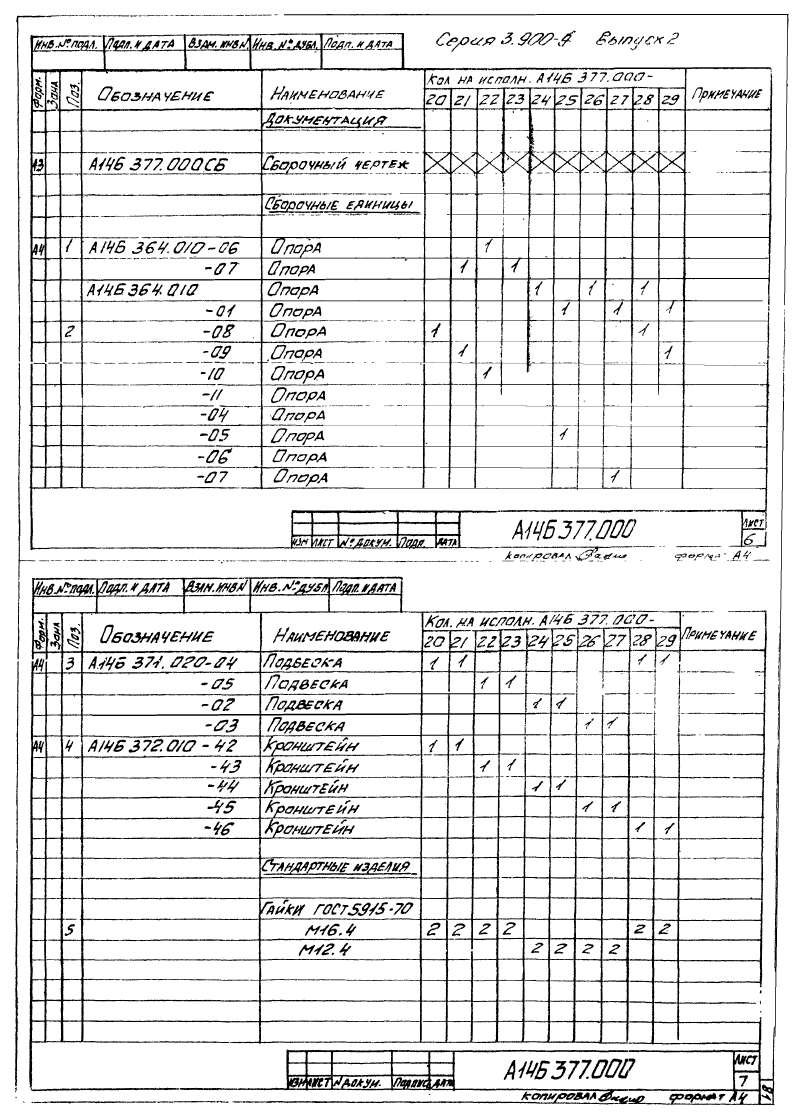 Серия 3.900-9 Выпуск 2
Инв.№ подл. Подп. и дата Взам. инв№ Инв.№ дубл. Подп. и дата
Форм. Зона Поз. Обозначение Наименование Кол. на исполн. А14Б 377.000- Примечание
20 21 22 23 24 25 26 27 28 29
Документация
А3 А14Б 377.000СБ Сборочный чертеж
Сборочные единицы
А4 1 А14Б 364.010-06 Опора 1
-07 Опора 1 1
А14Б 364.010 Опора 1 1 1
-01 Опора 1 1 1
2 -08 Опора 1 1
-09 Опора 1 1
-10 Опора 1
-11 Опора
-04 Опора
-05 Опора 1
-06 Опора
-07 Опора 1
Изм Лист № докум. Подп. Дата
А14Б 377.000
Лист
6
Копировал формат А4
Инв.№ подл. Подп. и дата Взам. инв№ Инв.№ дубл Подп. и дата
Форм. Зона Поз. Обозначение Наименование Кол. на исполн. А14Б 377.000- Примечание
20 21 22 23 24 25 26 27 28 29
А4 3 А14Б 371.020-04 Подвеска 1 1 1 1
-05 Подвеска 1 1
-02 Подвеска 1 1
-03 Подвеска 1 1
А4 4 А14Б 372.010-42 Кронштейн 1 1
-43 Кронштейн 1 1
-44 Кронштейн 1 1
-45 Кронштейн 1 1
-46 Кронштейн 1 1
Стандартные изделия
Гайки ГОСТ 5915-70
5 М16.4 2 2 2 2 2 2
М12.4 2 2 2 2
Изм Лист № докум. Подпись Дата
А14Б 377.000
Лист
7
Копировал формат А4
18